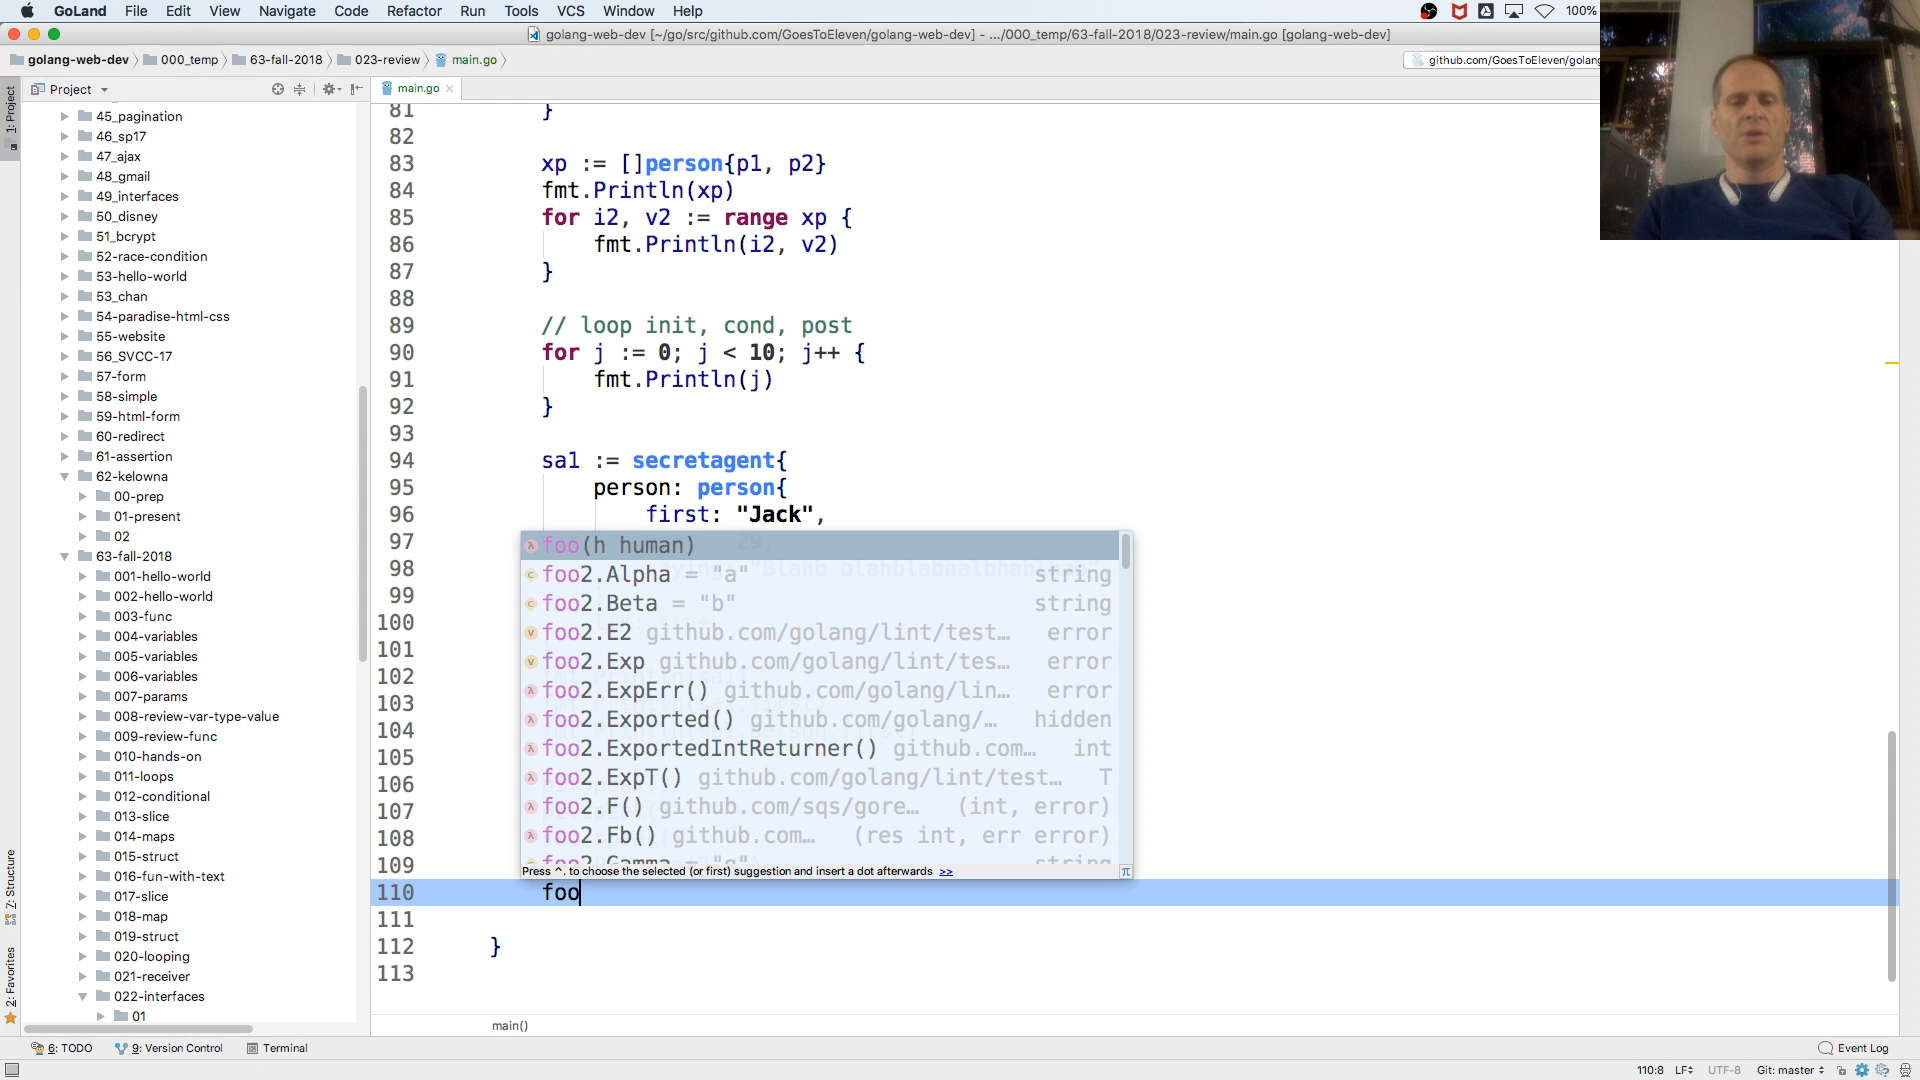 GoLand File Edit View Navigate Code Refactor Run Tools VCS Window Help 100%
golang-web-dev [~/go/src/github.com/GoesToEleven/golang-web-dev] - .../000_temp/63-fall-2018/023-review/main.go [golang-web-dev]
golang-web-dev 000_temp 63-fall-2018 023-review main.go github.com/GoesToEleven/golang
Project main.go
1: Project
7: Structure
2: Favorites
45_pagination
46_sp17
47_ajax
48_gmail
49_interfaces
50_disney
51_bcrypt
52-race-condition
53-hello-world
53_chan
54-paradise-html-css
55-website
56_SVCC-17
57-form
58-simple
59-html-form
60-redirect
61-assertion
62-kelowna
00-prep
01-present
02
63-fall-2018
001-hello-world
002-hello-world
003-func
004-variables
005-variables
006-variables
007-params
008-review-var-type-value
009-review-func
010-hands-on
011-loops
012-conditional
013-slice
014-maps
015-struct
016-fun-with-text
017-slice
018-map
019-struct
020-looping
021-receiver
022-interfaces
01
81 }
82
83 xp := []person{p1, p2}
84 fmt.Println(xp)
85 for i2, v2 := range xp {
86 fmt.Println(i2, v2)
87 }
88
89 // loop init, cond, post
90 for j := 0; j < 10; j++ {
91 fmt.Println(j)
92 }
93
94 sa1 := secretagent{
95 person: person{
96 first: "Jack",
97
98
99
100
101
102
103
104
105
106
107
108
109
foo(h human)
foo2.Alpha = "a" string
foo2.Beta = "b" string
foo2.E2 github.com/golang/lint/test… error
foo2.Exp github.com/golang/lint/tes… error
foo2.ExpErr() github.com/golang/lin… error
foo2.Exported() github.com/golang/… hidden
foo2.ExportedIntReturner() github.com… int
foo2.ExpT() github.com/golang/lint/test… T
foo2.F() github.com/sqs/gore… (int, error)
foo2.Fb() github.com… (res int, err error)
foo2.Gamma = "g" string
Press ^. to choose the selected (or first) suggestion and insert a dot afterwards >>
110 foo
111
112 }
113
main()
6: TODO 9: Version Control Terminal Event Log
110:8 LF UTF-8 Git: master